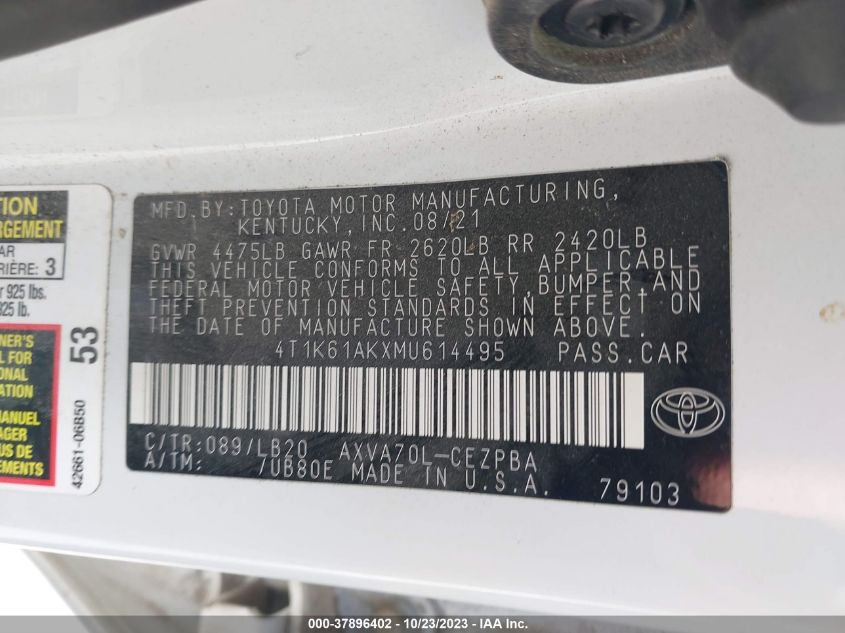 MFD.BY:TOYOTA MOTOR MANUFACTURING,
KENTUCKY, INC. 08/21
GVWR 4475LB GAWR FR 2620LB RR 2420LB
THIS VEHICLE CONFORMS TO ALL APPLICABLE
FEDERAL MOTOR VEHICLE SAFETY, BUMPER AND
THEFT PREVENTION STANDARDS IN EFFECT ON
THE DATE OF MANUFACTURE SHOWN ABOVE.
4T1K61AKXMU614495 PASS.CAR
C/TR:089/LB20 AXVA70L-CEZPBA
A/TM: /UB80E MADE IN U.S.A.
79103
TION
RGEMENT
AR
RIÈRE: 3
r 925 lbs.
925 lb.
NER'S
L FOR
ONAL
ATION
MANUEL
AGER
US DE
IONS
53
42661-06B50
000-37896402 - 10/23/2023 - IAA Inc.